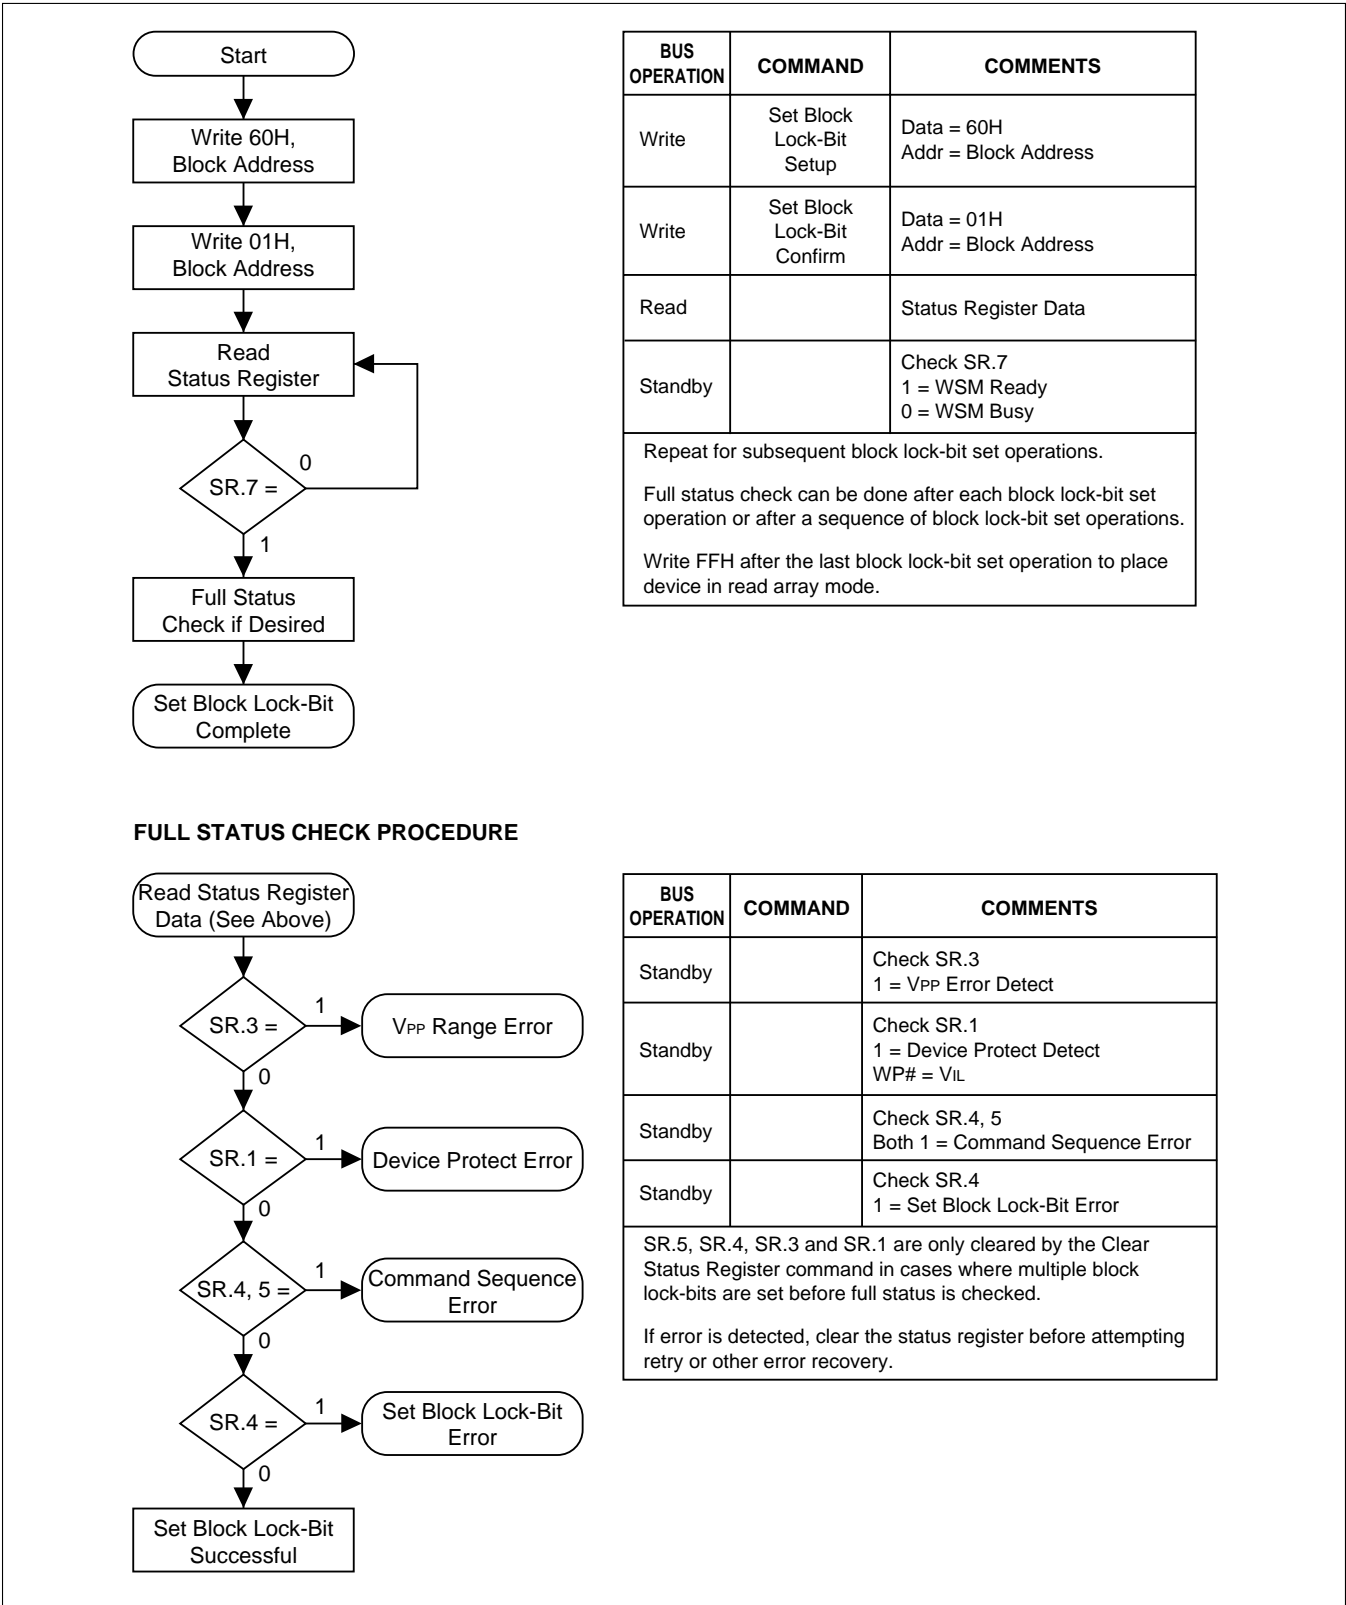 Start
Write 60H,
Block Address
Write 01H,
Block Address
Read
Status Register
SR.7 =
0
1
Full Status
Check if Desired
Set Block Lock-Bit
Complete
BUS
OPERATION
COMMAND
COMMENTS
Write
Set Block
Lock-Bit
Setup
Data = 60H
Addr = Block Address
Write
Set Block
Lock-Bit
Confirm
Data = 01H
Addr = Block Address
Read
Status Register Data
Standby
Check SR.7
1 = WSM Ready
0 = WSM Busy
Repeat for subsequent block lock-bit set operations.
Full status check can be done after each block lock-bit set
operation or after a sequence of block lock-bit set operations.
Write FFH after the last block lock-bit set operation to place
device in read array mode.
FULL STATUS CHECK PROCEDURE
Read Status Register
Data (See Above)
SR.3 =
1
VPP Range Error
0
SR.1 =
1
Device Protect Error
0
SR.4, 5 =
1
Command Sequence
Error
0
SR.4 =
1
Set Block Lock-Bit
Error
0
Set Block Lock-Bit
Successful
BUS
OPERATION
COMMAND
COMMENTS
Standby
Check SR.3
1 = VPP Error Detect
Standby
Check SR.1
1 = Device Protect Detect
WP# = VIL
Standby
Check SR.4, 5
Both 1 = Command Sequence Error
Standby
Check SR.4
1 = Set Block Lock-Bit Error
SR.5, SR.4, SR.3 and SR.1 are only cleared by the Clear
Status Register command in cases where multiple block
lock-bits are set before full status is checked.
If error is detected, clear the status register before attempting
retry or other error recovery.